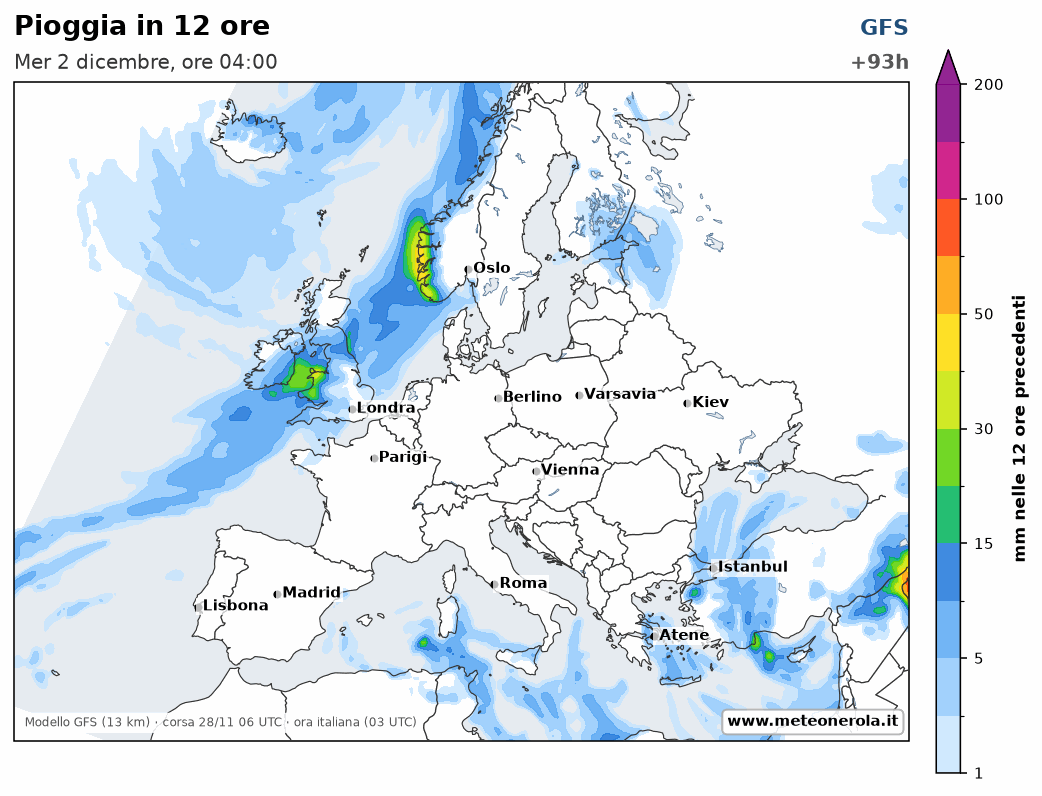 Pioggia in 12 ore
GFS
Mer 2 dicembre, ore 04:00
+93h
200
100
50
30
15
5
1
mm nelle 12 ore precedenti
Oslo
Berlino
Varsavia
Kiev
Londra
Parigi
Vienna
Istanbul
Roma
Madrid
Lisbona
Atene
Modello GFS (13 km) · corsa 28/11 06 UTC · ora italiana (03 UTC)
www.meteonerola.it